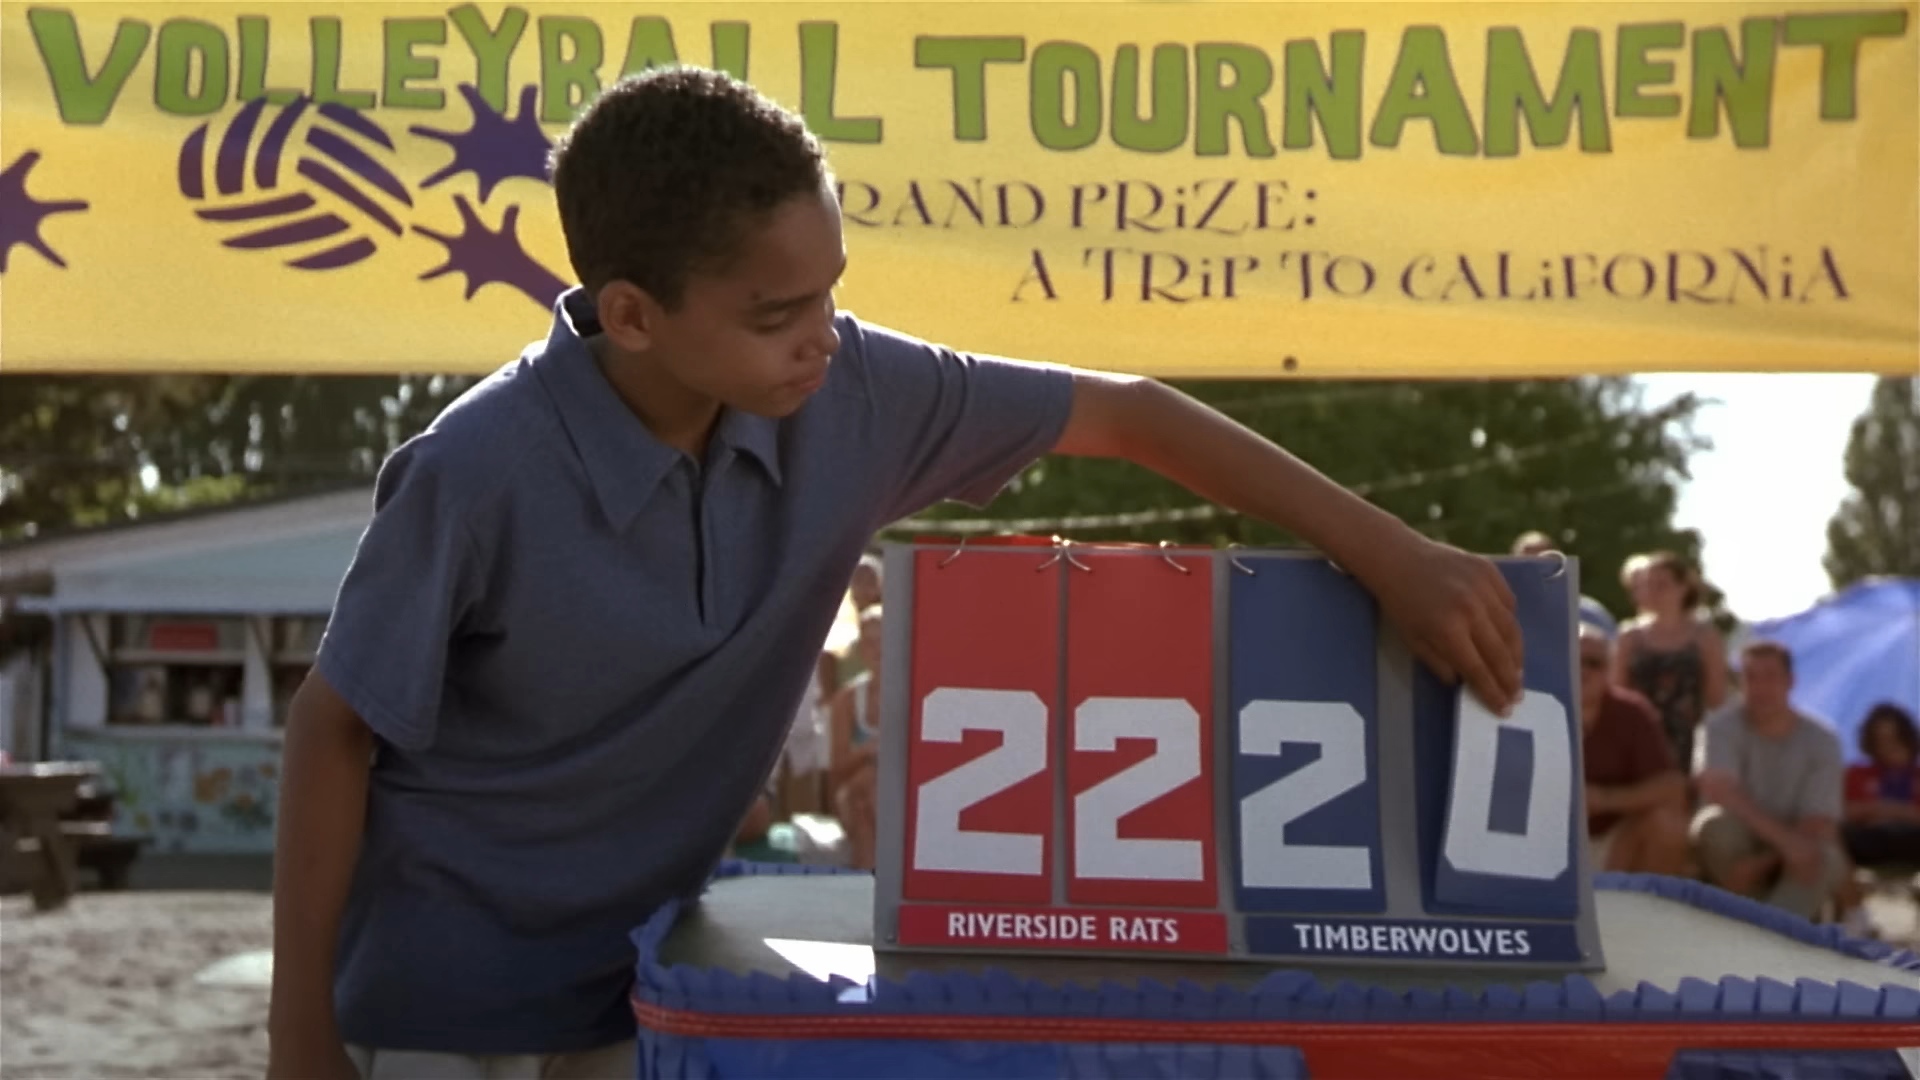 VOLLEYBALL TOURNAMENT
RAND PRiZE:
A TRiP TO CALiFORNiA
22 20
RIVERSIDE RATS TIMBERWOLVES